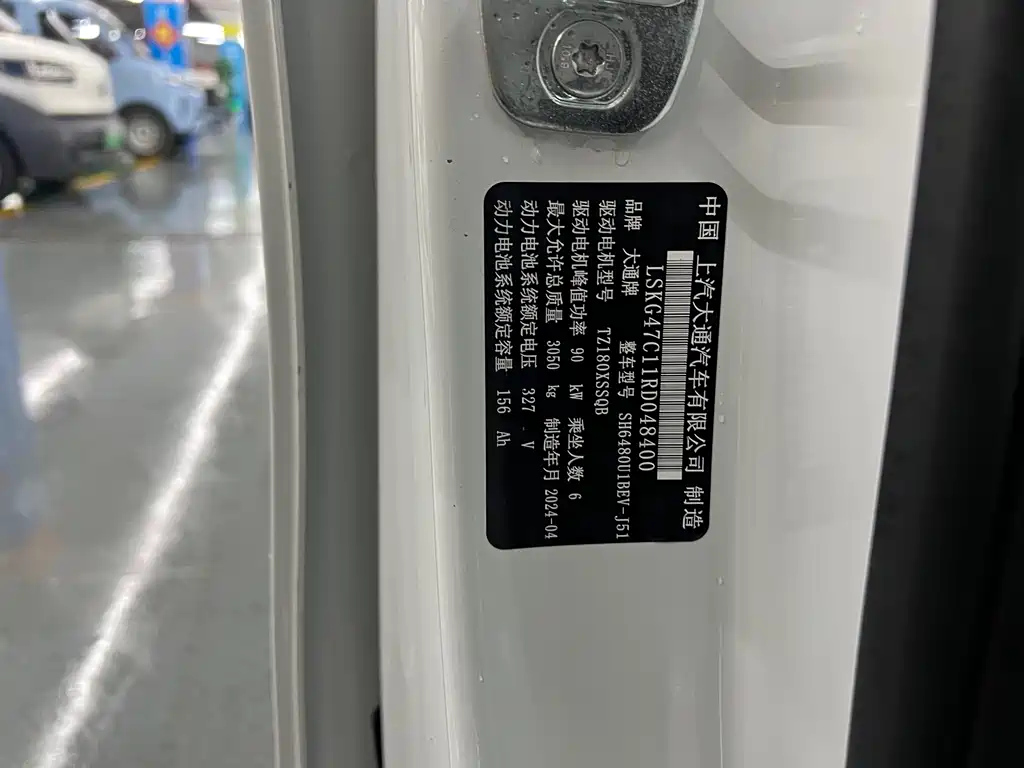 中国 上汽大通汽车有限公司 制造
LSKG47C11RD048400
品牌 大通牌 整车型号 SH6480U1BEV-J51
驱动电机型号 TZ180XSSQB
驱动电机峰值功率 90 kW 乘坐人数 6
最大允许总质量 3050 kg 制造年月 2024-04
动力电池系统额定电压 327 . V
动力电池系统额定容量 156 Ah